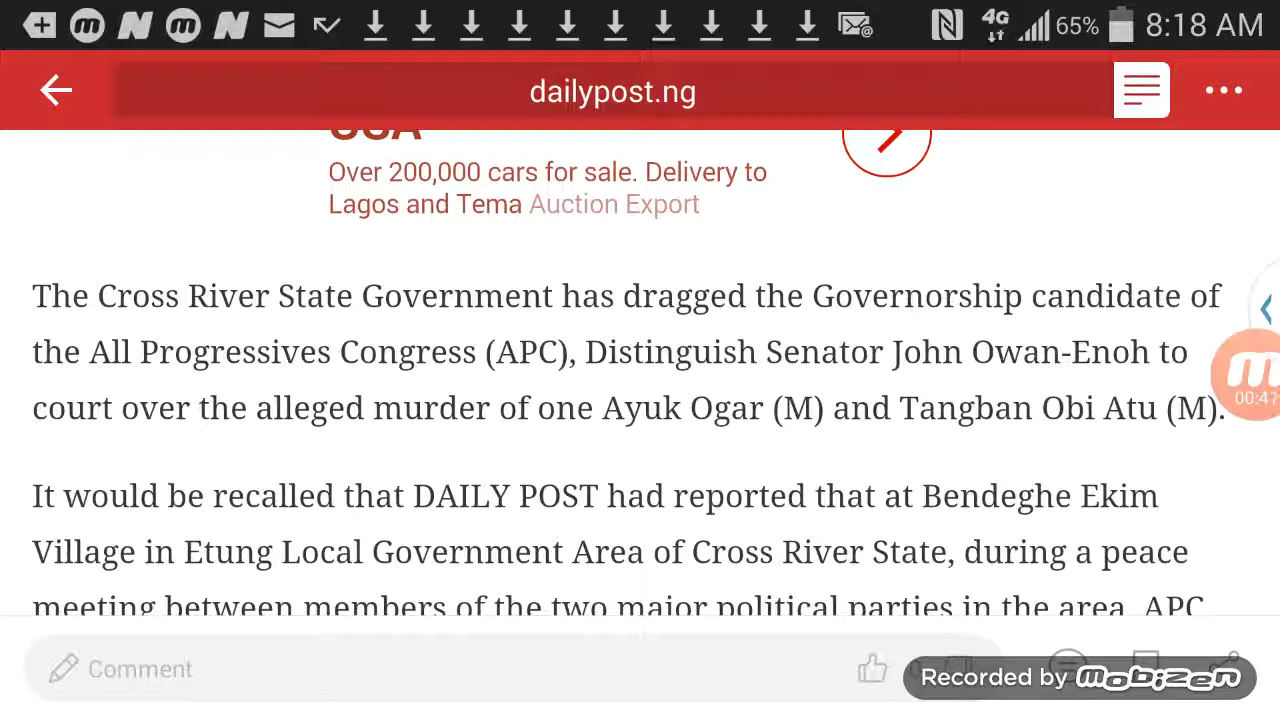 4G 65% 8:18 AM
dailypost.ng
USA
Over 200,000 cars for sale. Delivery to
Lagos and Tema Auction Export
The Cross River State Government has dragged the Governorship candidate of
the All Progressives Congress (APC), Distinguish Senator John Owan-Enoh to
court over the alleged murder of one Ayuk Ogar (M) and Tangban Obi Atu (M).
00:47
It would be recalled that DAILY POST had reported that at Bendeghe Ekim
Village in Etung Local Government Area of Cross River State, during a peace
meeting between members of the two major political parties in the area, APC
Comment
Recorded by mobizen